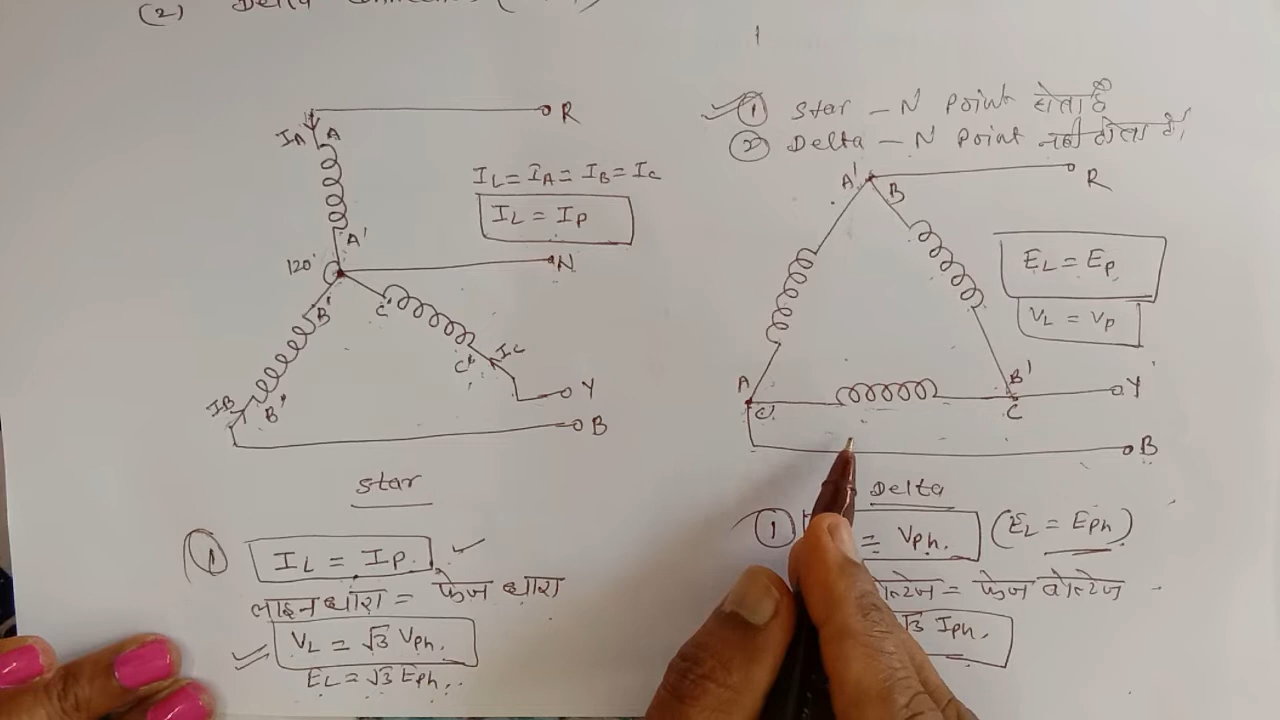 (2) Delta
① Star – N Point होता है
② Delta – N Point नहीं होता है।
R
IA
A
IL = IA = IB = IC
IL = IP
A'
120°
N
B'
C'
C"
IC
IB
B"
Y
B
Star
① IL = IP.
लाइन धारा = फेज धारा
VL = √3 Vph.
EL = √3 Eph.
A'
B
R
EL = EP
VL = VP
A
C'
B'
C
Y
B
Delta
① = Vph. (EL = Eph)
= फेज वोल्टेज
Iph.